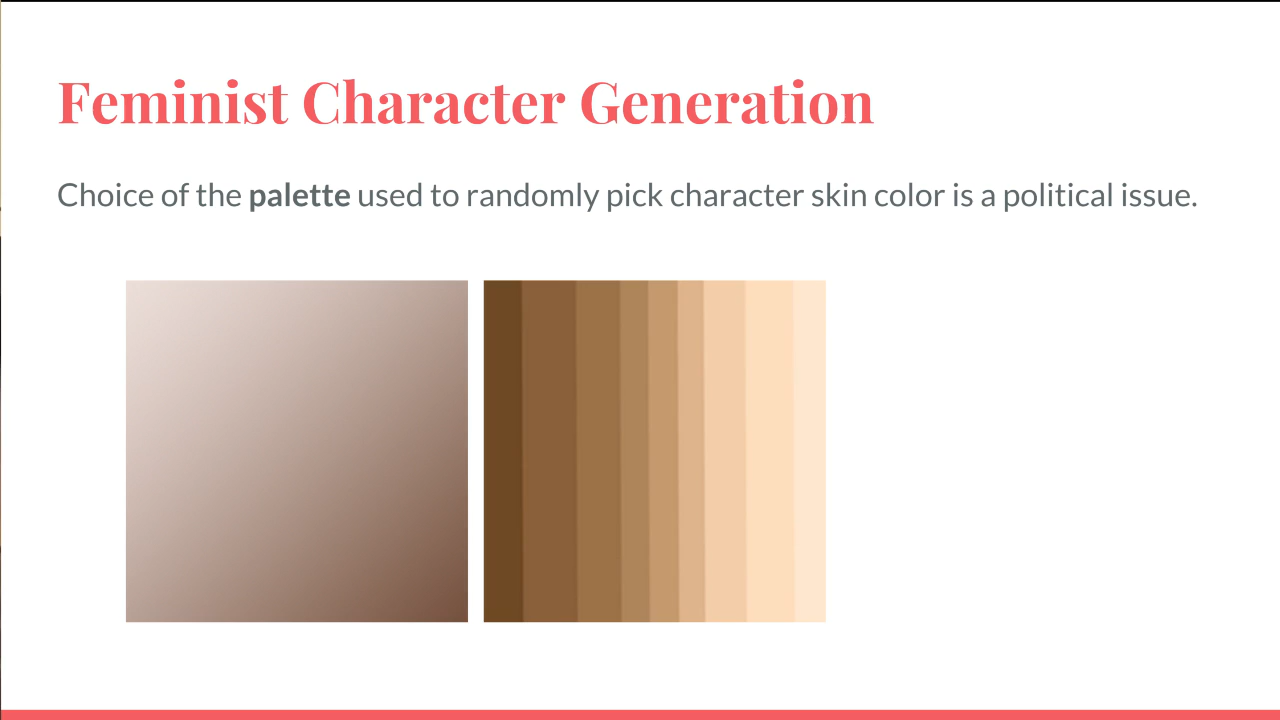 Feminist Character Generation
Choice of the palette used to randomly pick character skin color is a political issue.